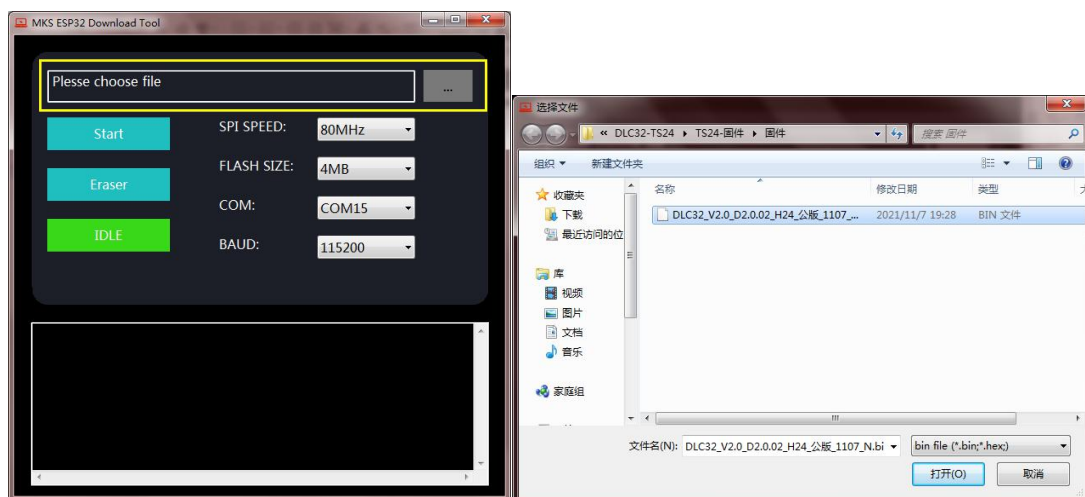 MKS ESP32 Download Tool
Plesse choose file
...
Start
SPI SPEED:
80MHz
Eraser
FLASH SIZE:
4MB
COM:
COM15
IDLE
BAUD:
115200
选择文件
« DLC32-TS24 ▸ TS24-固件 ▸ 固件
搜索 固件
组织
新建文件夹
收藏夹
下载
最近访问的位
库
视频
图片
文档
音乐
家庭组
名称
修改日期
类型
DLC32_V2.0_D2.0.02_H24_公版_1107_...
2021/11/7 19:28
BIN 文件
文件名(N):
DLC32_V2.0_D2.0.02_H24_公版_1107_N.bi
bin file (*.bin;*.hex;)
打开(O)
取消